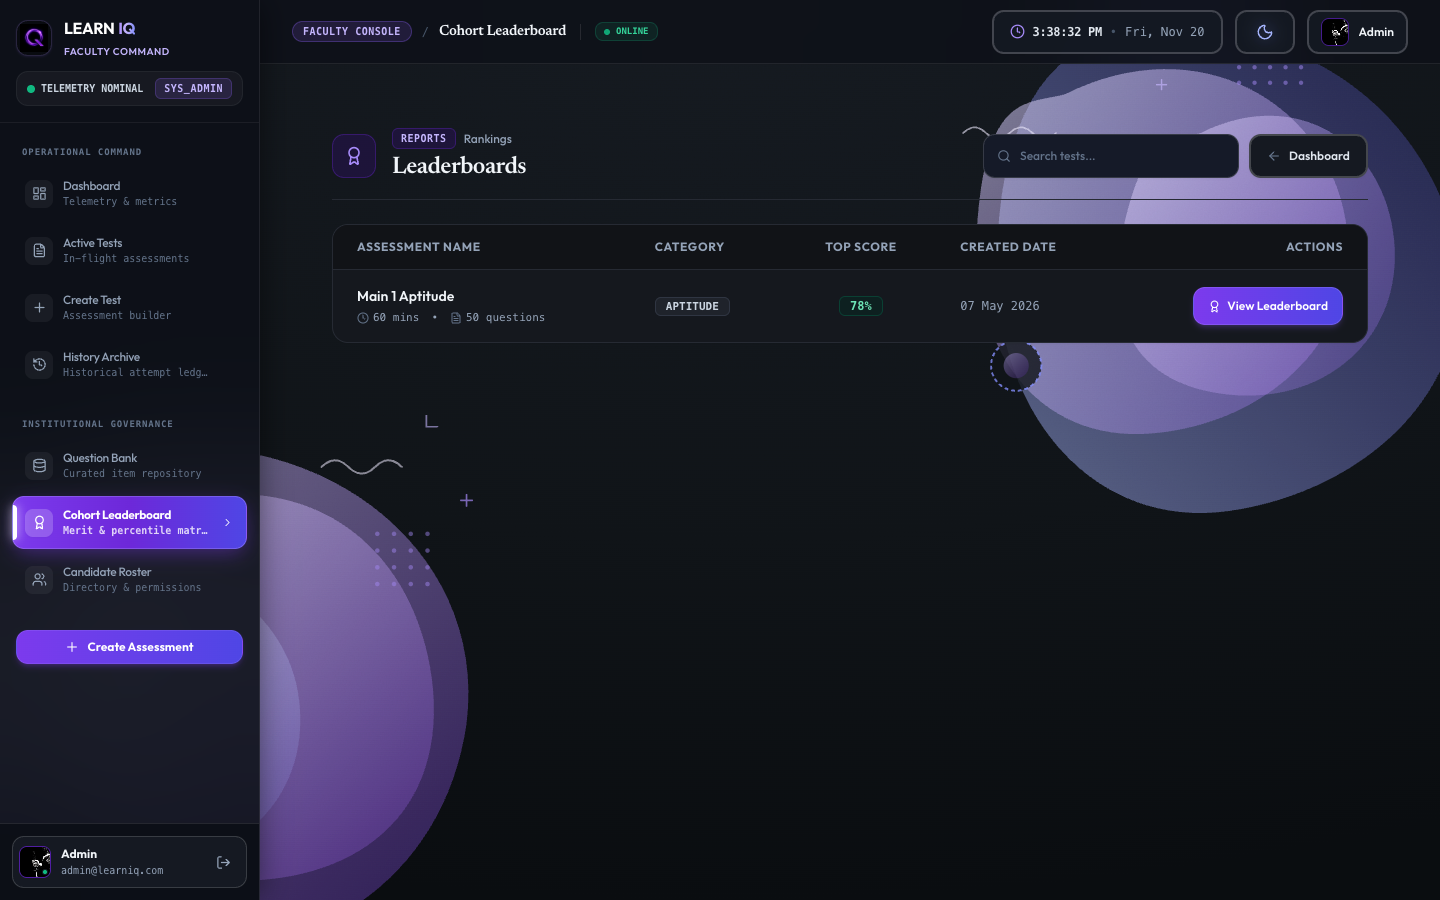 LEARN IQ
FACULTY COMMAND
TELEMETRY NOMINAL SYS_ADMIN
OPERATIONAL COMMAND
Dashboard
Telemetry & metrics
Active Tests
In-flight assessments
Create Test
Assessment builder
History Archive
Historical attempt ledg…
INSTITUTIONAL GOVERNANCE
Question Bank
Curated item repository
Cohort Leaderboard
Merit & percentile matr…
Candidate Roster
Directory & permissions
Create Assessment
Admin
admin@learniq.com
FACULTY CONSOLE / Cohort Leaderboard ONLINE
3:38:32 PM • Fri, Nov 20
Admin
REPORTS Rankings
Leaderboards
Search tests...
Dashboard
ASSESSMENT NAME CATEGORY TOP SCORE CREATED DATE ACTIONS
Main 1 Aptitude
60 mins • 50 questions
APTITUDE
78%
07 May 2026
View Leaderboard